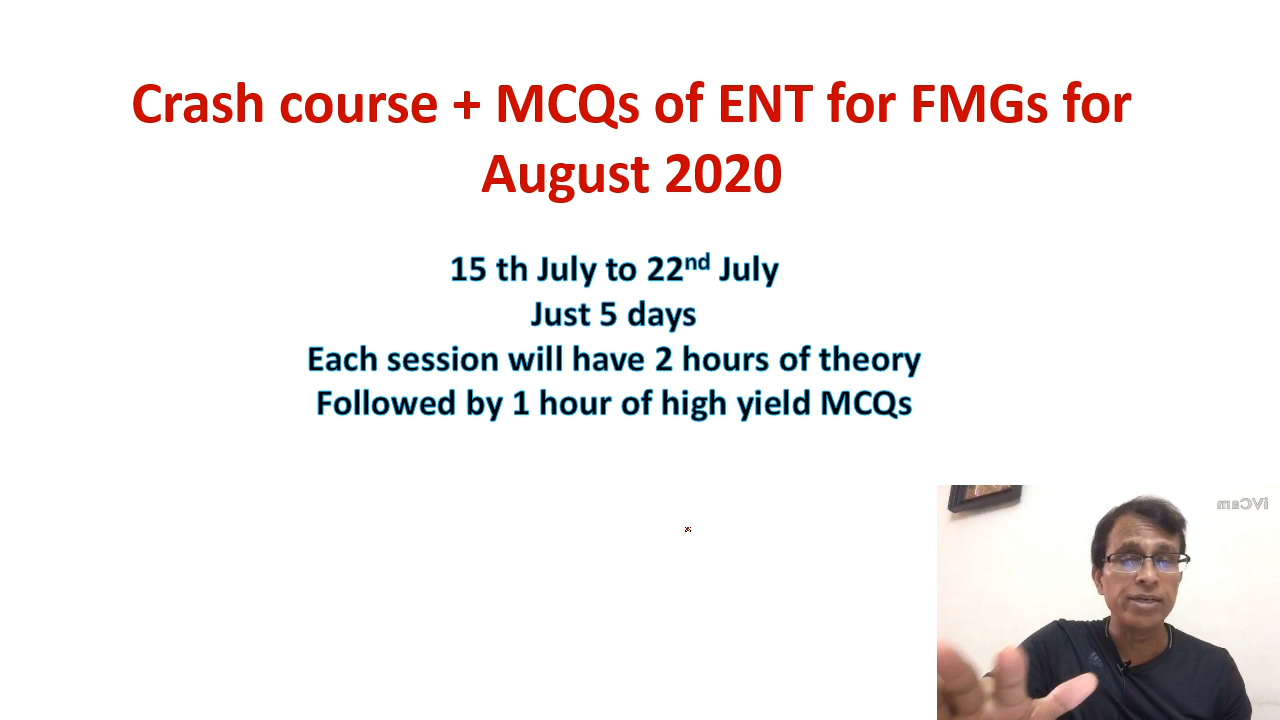 Crash course + MCQs of ENT for FMGs for
August 2020
15 th July to 22nd July
Just 5 days
Each session will have 2 hours of theory
Followed by 1 hour of high yield MCQs
iVCam